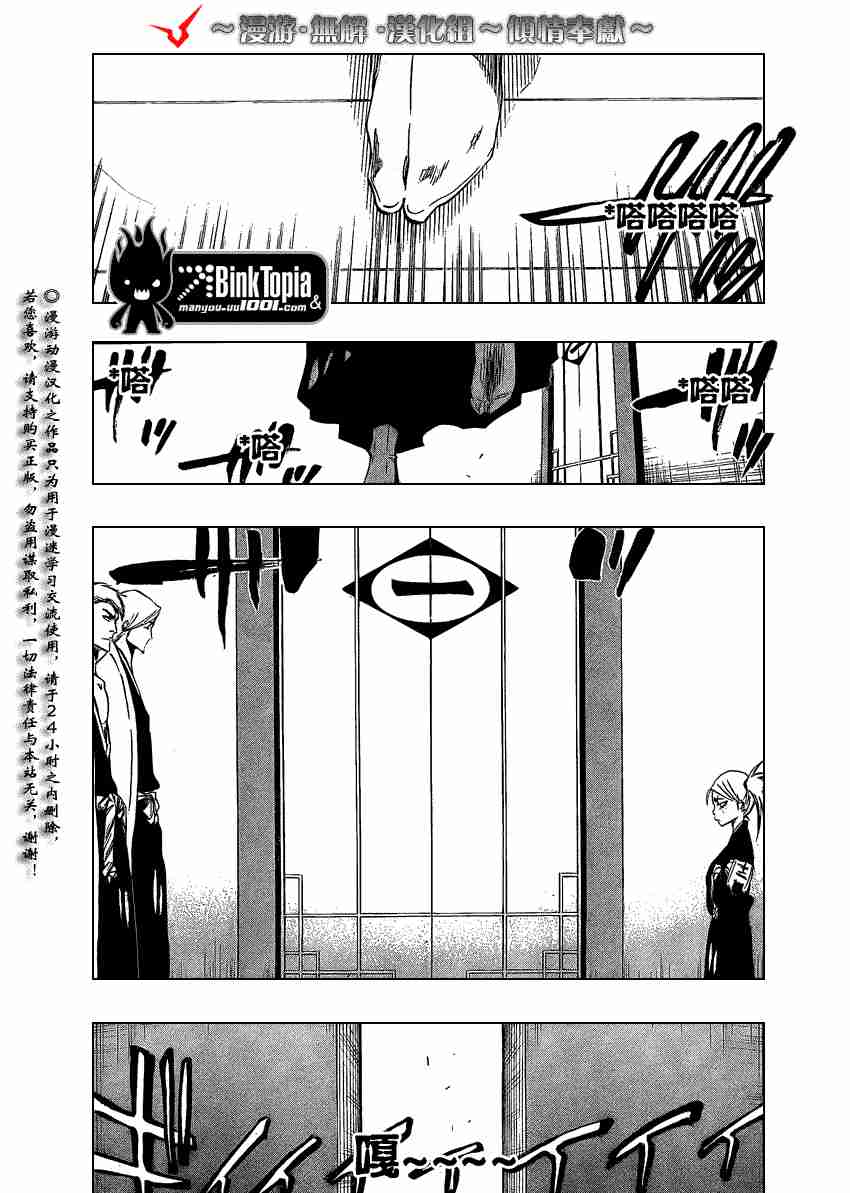 ～漫游·無解·漢化組～傾情奉獻～
*嗒嗒嗒嗒
BinkTopia
manyou-uu1001.com &
◎漫游动漫汉化之作品只为用于漫迷学习交流使用，请于24小时之内删除，
若您喜欢，请支持购买正版，勿盗用谋取私利，一切法律责任与本站无关，谢谢！
*嗒
*嗒
*嗒嗒
一
嘎～～～～